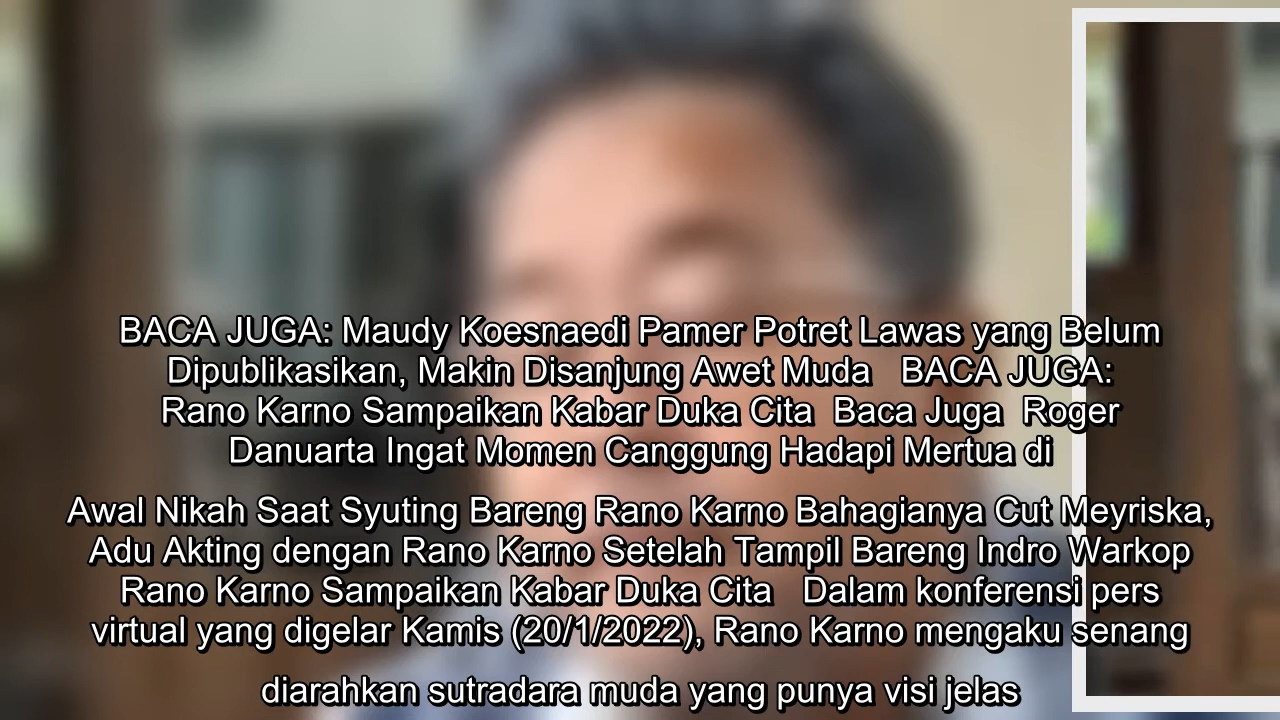 BACA JUGA: Maudy Koesnaedi Pamer Potret Lawas yang Belum
Dipublikasikan, Makin Disanjung Awet Muda   BACA JUGA:
Rano Karno Sampaikan Kabar Duka Cita  Baca Juga  Roger
Danuarta Ingat Momen Canggung Hadapi Mertua di
Awal Nikah Saat Syuting Bareng Rano Karno Bahagianya Cut Meyriska,
Adu Akting dengan Rano Karno Setelah Tampil Bareng Indro Warkop
Rano Karno Sampaikan Kabar Duka Cita   Dalam konferensi pers
virtual yang digelar Kamis (20/1/2022), Rano Karno mengaku senang
diarahkan sutradara muda yang punya visi jelas